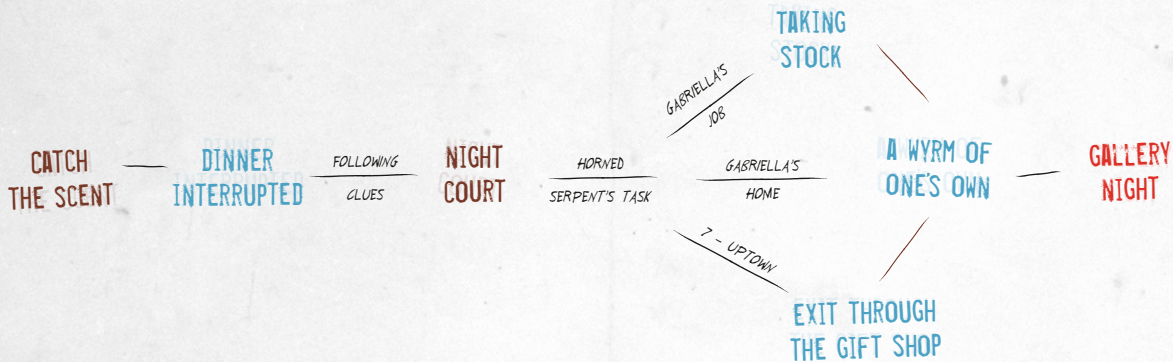 CATCH
THE SCENT
DINNER
INTERRUPTED
FOLLOWING
CLUES
NIGHT
COURT
HORNED
SERPENT'S TASK
GABRIELLA'S
JOB
TAKING
STOCK
GABRIELLA'S
HOME
A WYRM OF
ONE'S OWN
7 - UPTOWN
EXIT THROUGH
THE GIFT SHOP
GALLERY
NIGHT